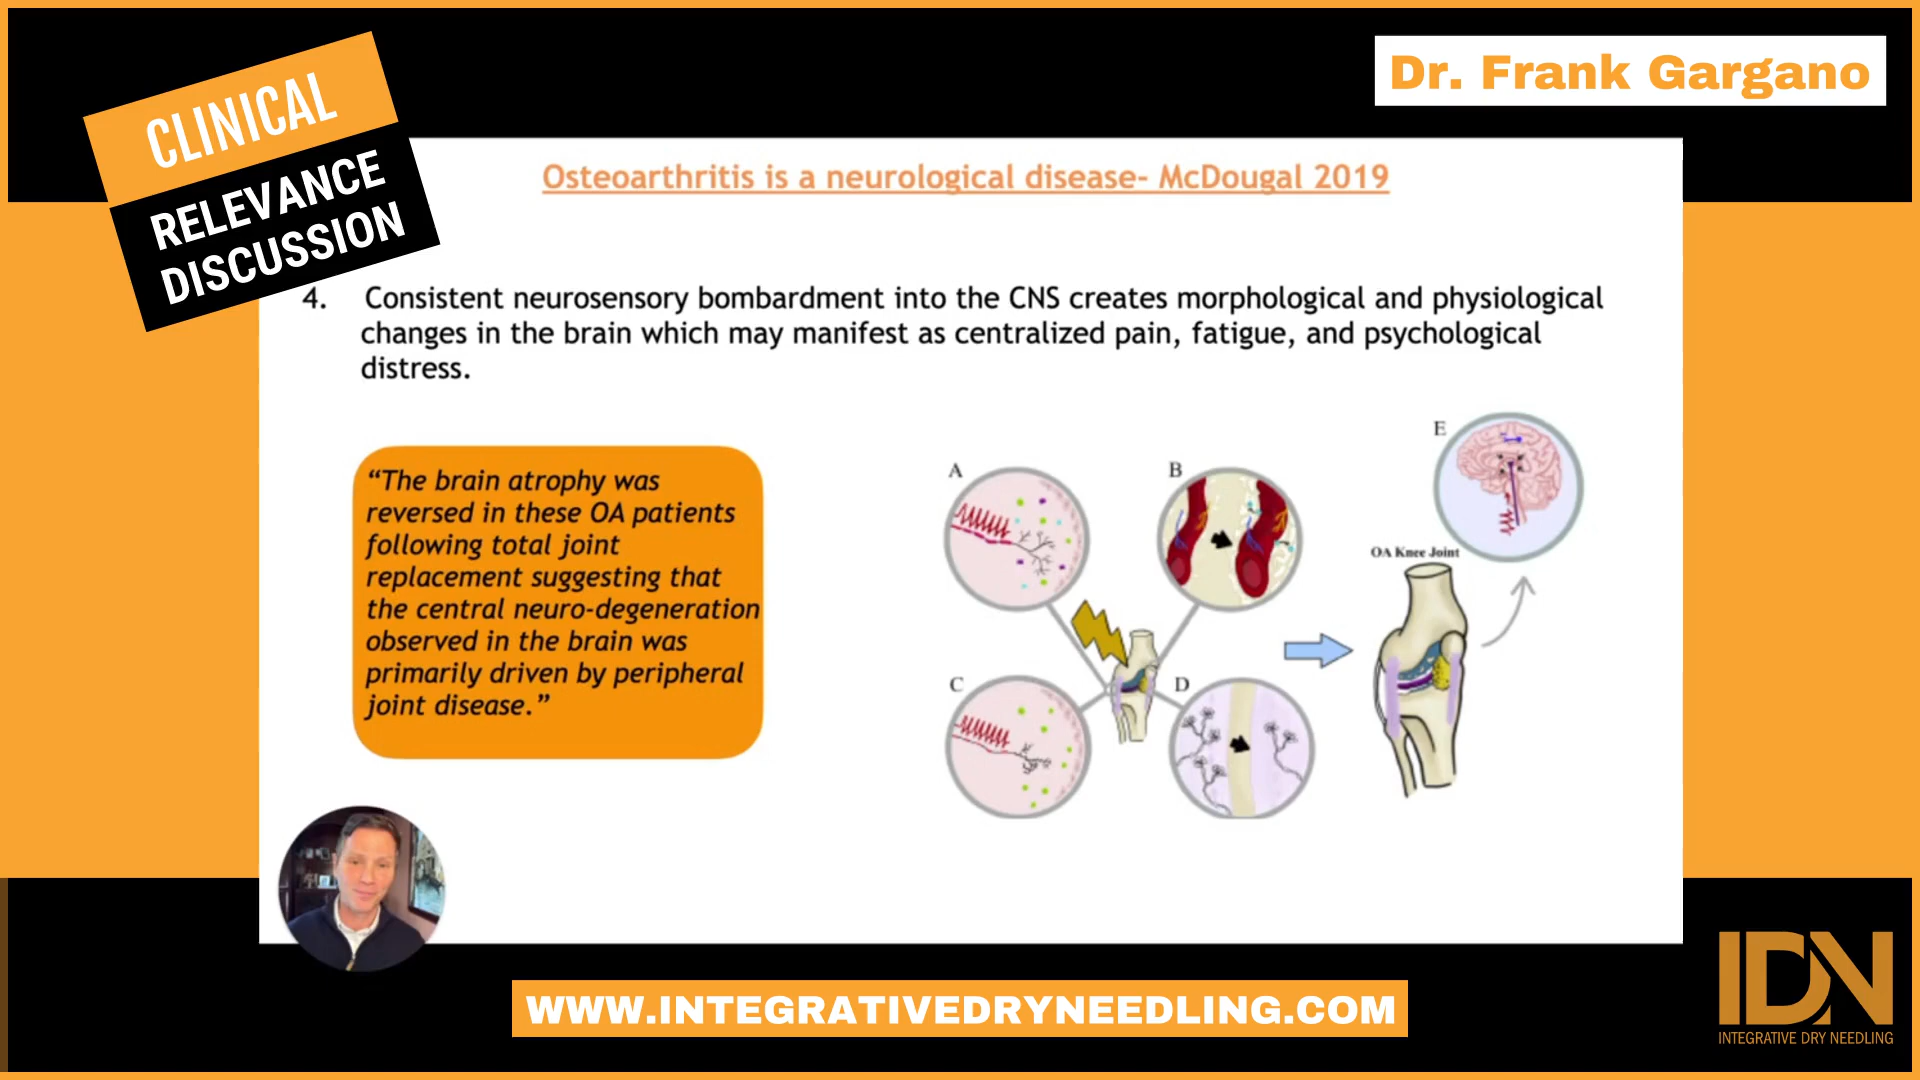 Dr. Frank Gargano
CLINICAL
RELEVANCE
DISCUSSION
Osteoarthritis is a neurological disease- McDougal 2019
4. Consistent neurosensory bombardment into the CNS creates morphological and physiological
changes in the brain which may manifest as centralized pain, fatigue, and psychological
distress.
“The brain atrophy was
reversed in these OA patients
following total joint
replacement suggesting that
the central neuro-degeneration
observed in the brain was
primarily driven by peripheral
joint disease.”
A
B
C
D
E
OA Knee Joint
WWW.INTEGRATIVEDRYNEEDLING.COM
IDN
INTEGRATIVE DRY NEEDLING